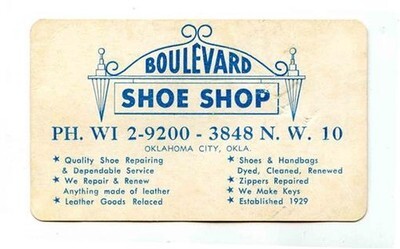 BOULEVARD
SHOE SHOP
PH. WI 2-9200 - 3848 N. W. 10
OKLAHOMA CITY, OKLA.
★ Quality Shoe Repairing
& Dependable Service
★ We Repair & Renew
Anything made of leather
★ Leather Goods Relaced
★ Shoes & Handbags
Dyed, Cleaned, Renewed
★ Zippers Repaired
★ We Make Keys
★ Established 1929